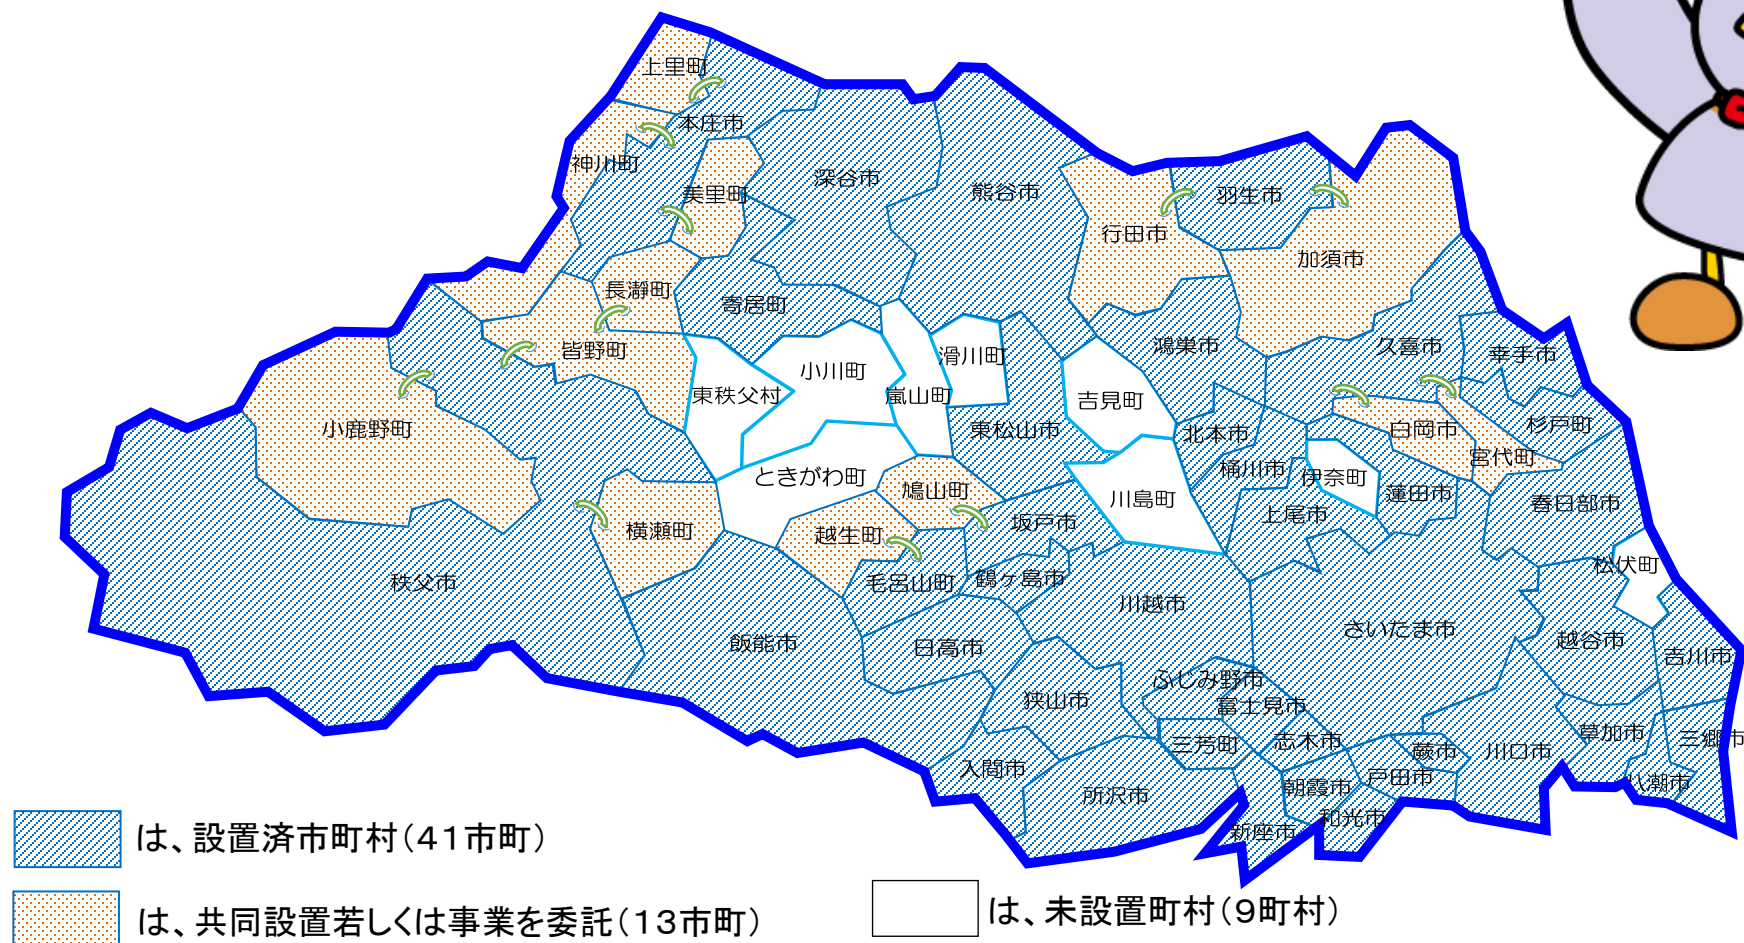 上里町
本庄市
神川町
美里町
深谷市
熊谷市
行田市
羽生市
加須市
長瀞町
寄居町
皆野町
小鹿野町
東秩父村
小川町
嵐山町
滑川町
吉見町
鴻巣市
久喜市
幸手市
杉戸町
白岡市
宮代町
北本市
東松山市
桶川市
伊奈町
蓮田市
春日部市
ときがわ町
鳩山町
川島町
上尾市
坂戸市
越生町
横瀬町
秩父市
毛呂山町
鶴ヶ島市
川越市
松伏町
さいたま市
越谷市
吉川市
飯能市
日高市
狭山市
ふじみ野市
富士見市
三芳町
志木市
蕨市
川口市
草加市
三郷市
入間市
所沢市
朝霞市
戸田市
八潮市
新座市
和光市
は、設置済市町村(41市町)
は、共同設置若しくは事業を委託(13市町)
は、未設置町村(9町村)